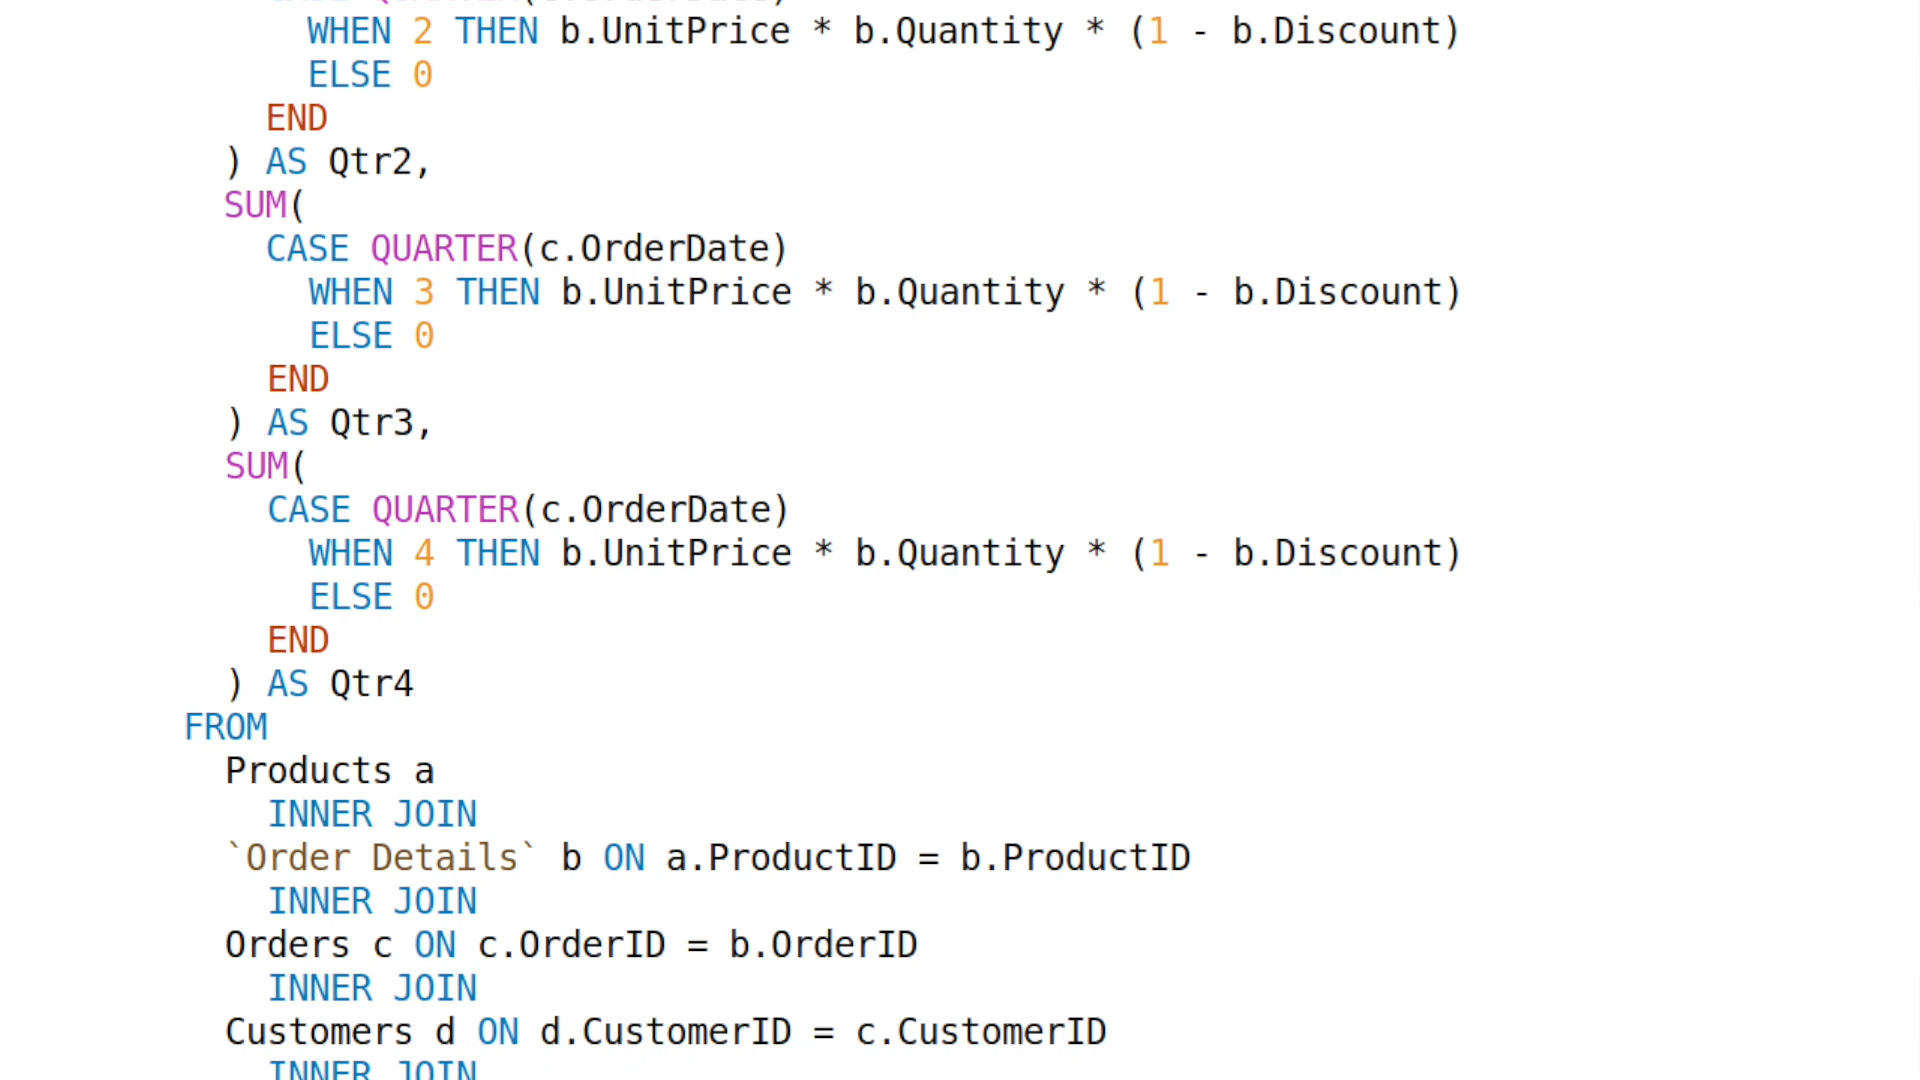 WHEN 2 THEN b.UnitPrice * b.Quantity * (1 - b.Discount)
ELSE 0
END
) AS Qtr2,
SUM(
CASE QUARTER(c.OrderDate)
WHEN 3 THEN b.UnitPrice * b.Quantity * (1 - b.Discount)
ELSE 0
END
) AS Qtr3,
SUM(
CASE QUARTER(c.OrderDate)
WHEN 4 THEN b.UnitPrice * b.Quantity * (1 - b.Discount)
ELSE 0
END
) AS Qtr4
FROM
Products a
INNER JOIN
`Order Details` b ON a.ProductID = b.ProductID
INNER JOIN
Orders c ON c.OrderID = b.OrderID
INNER JOIN
Customers d ON d.CustomerID = c.CustomerID
INNER JOIN